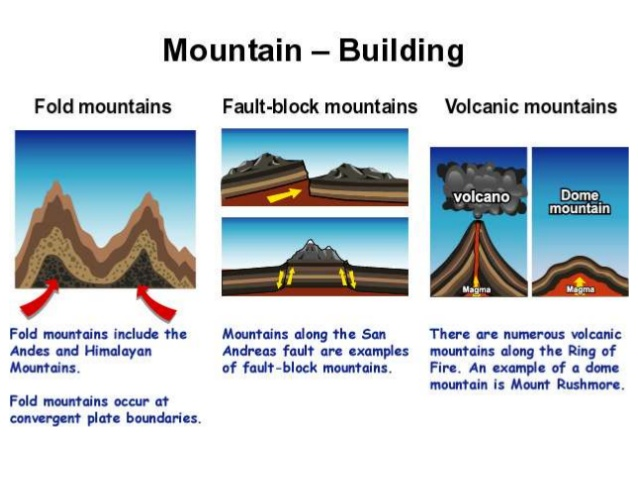 Mountain – Building
Fold mountains
Fault-block mountains
Volcanic mountains
volcano
Dome
mountain
Magma
Magma
Fold mountains include the
Andes and Himalayan
Mountains.
Fold mountains occur at
convergent plate boundaries.
Mountains along the San
Andreas fault are examples
of fault-block mountains.
There are numerous volcanic
mountains along the Ring of
Fire. An example of a dome
mountain is Mount Rushmore.